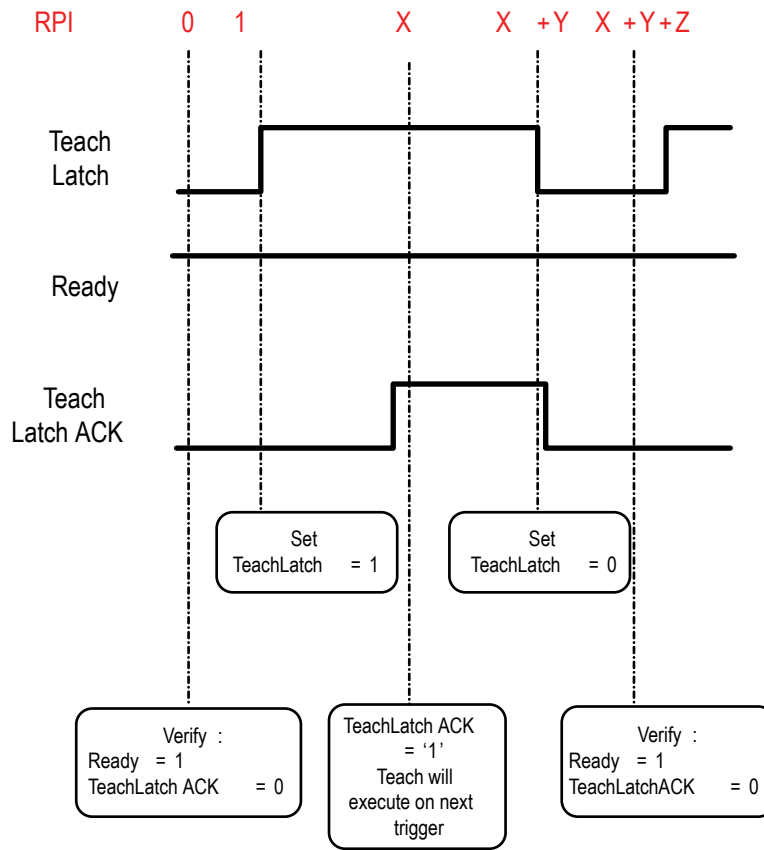 RPI 0 1 X X +Y X +Y+Z
Teach
Latch
Ready
Teach
Latch ACK
Set
TeachLatch = 1
Set
TeachLatch = 0
Verify :
Ready = 1
TeachLatch ACK = 0
TeachLatch ACK
= ‘1’
Teach will
execute on next
trigger
Verify :
Ready = 1
TeachLatchACK = 0